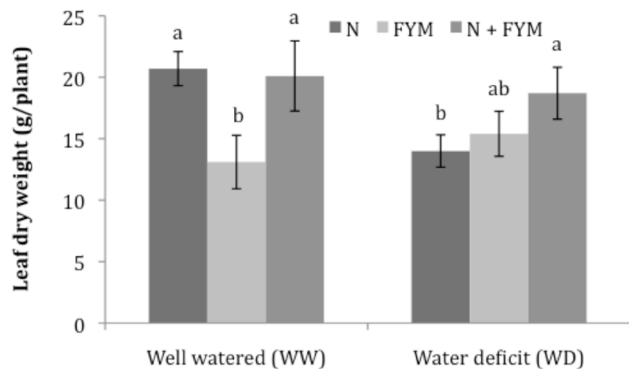 25
20
15
10
5
0
Leaf dry weight (g/plant)
N FYM N + FYM
a
b
a
b
ab
a
Well watered (WW) Water deficit (WD)